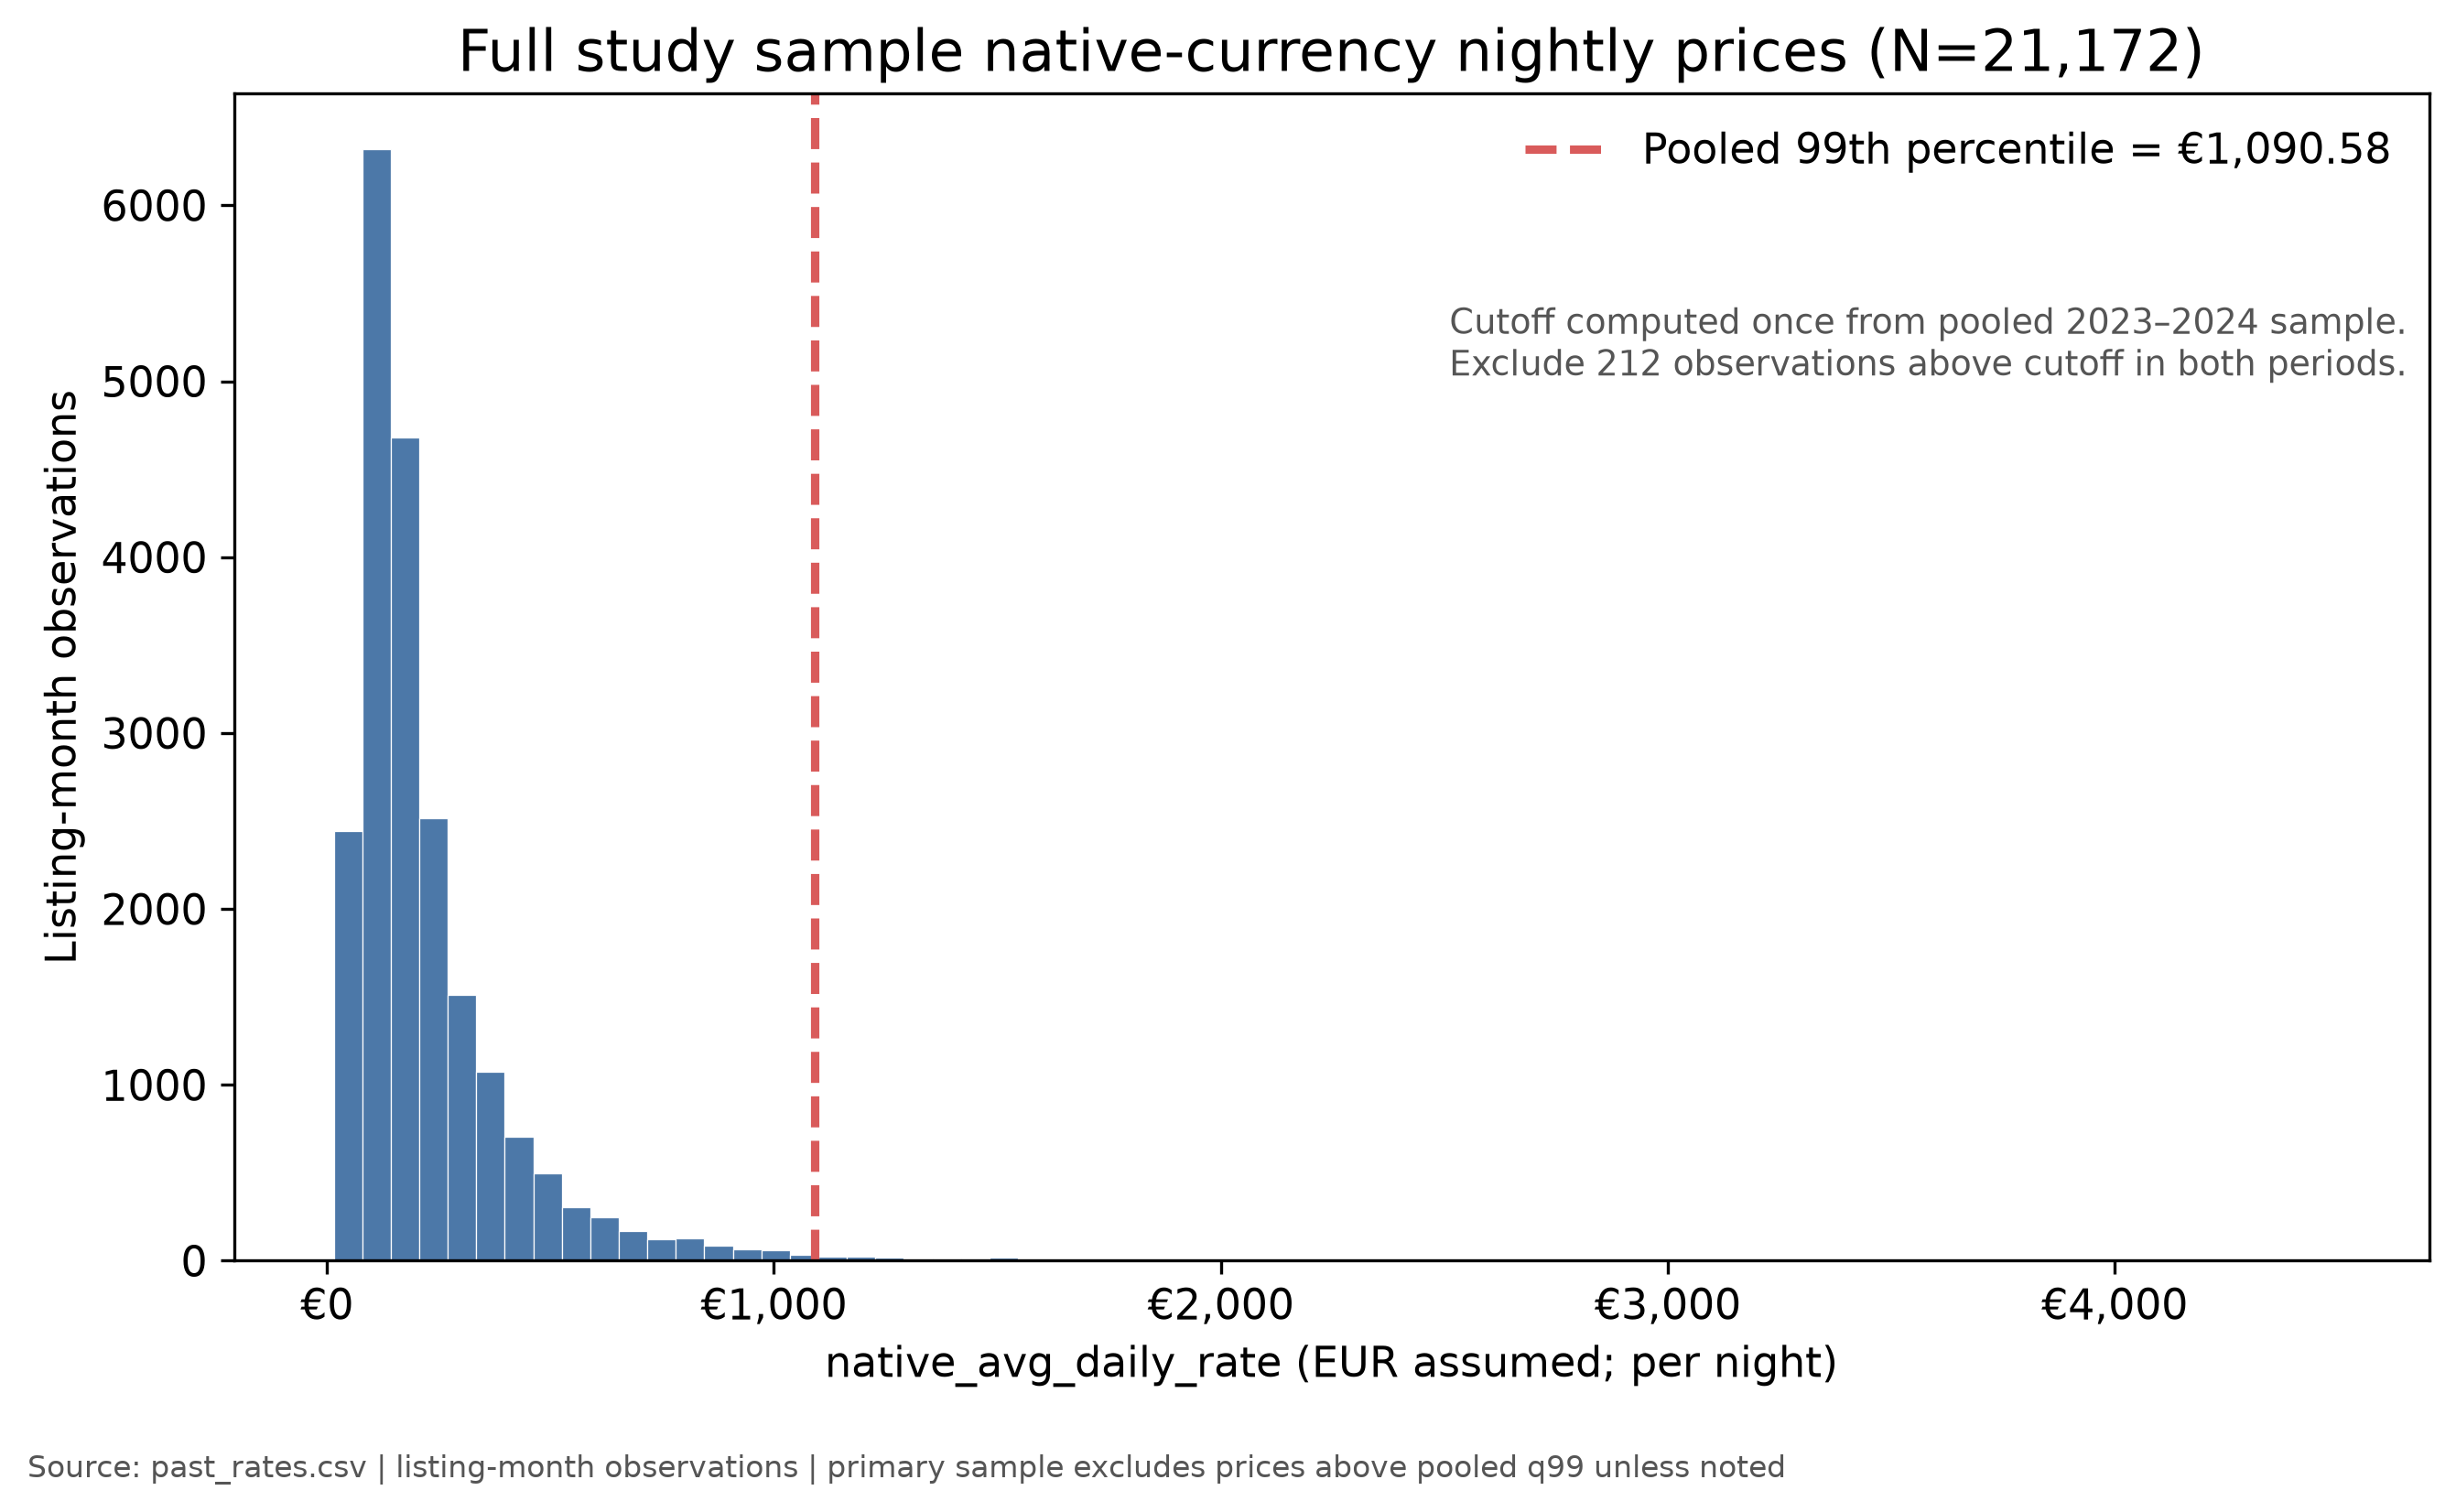 Full study sample native-currency nightly prices (N=21,172)
Pooled 99th percentile = €1,090.58
Cutoff computed once from pooled 2023–2024 sample.
Exclude 212 observations above cutoff in both periods.
Listing-month observations
6000
5000
4000
3000
2000
1000
0
€0
€1,000
€2,000
€3,000
€4,000
native_avg_daily_rate (EUR assumed; per night)
Source: past_rates.csv | listing-month observations | primary sample excludes prices above pooled q99 unless noted